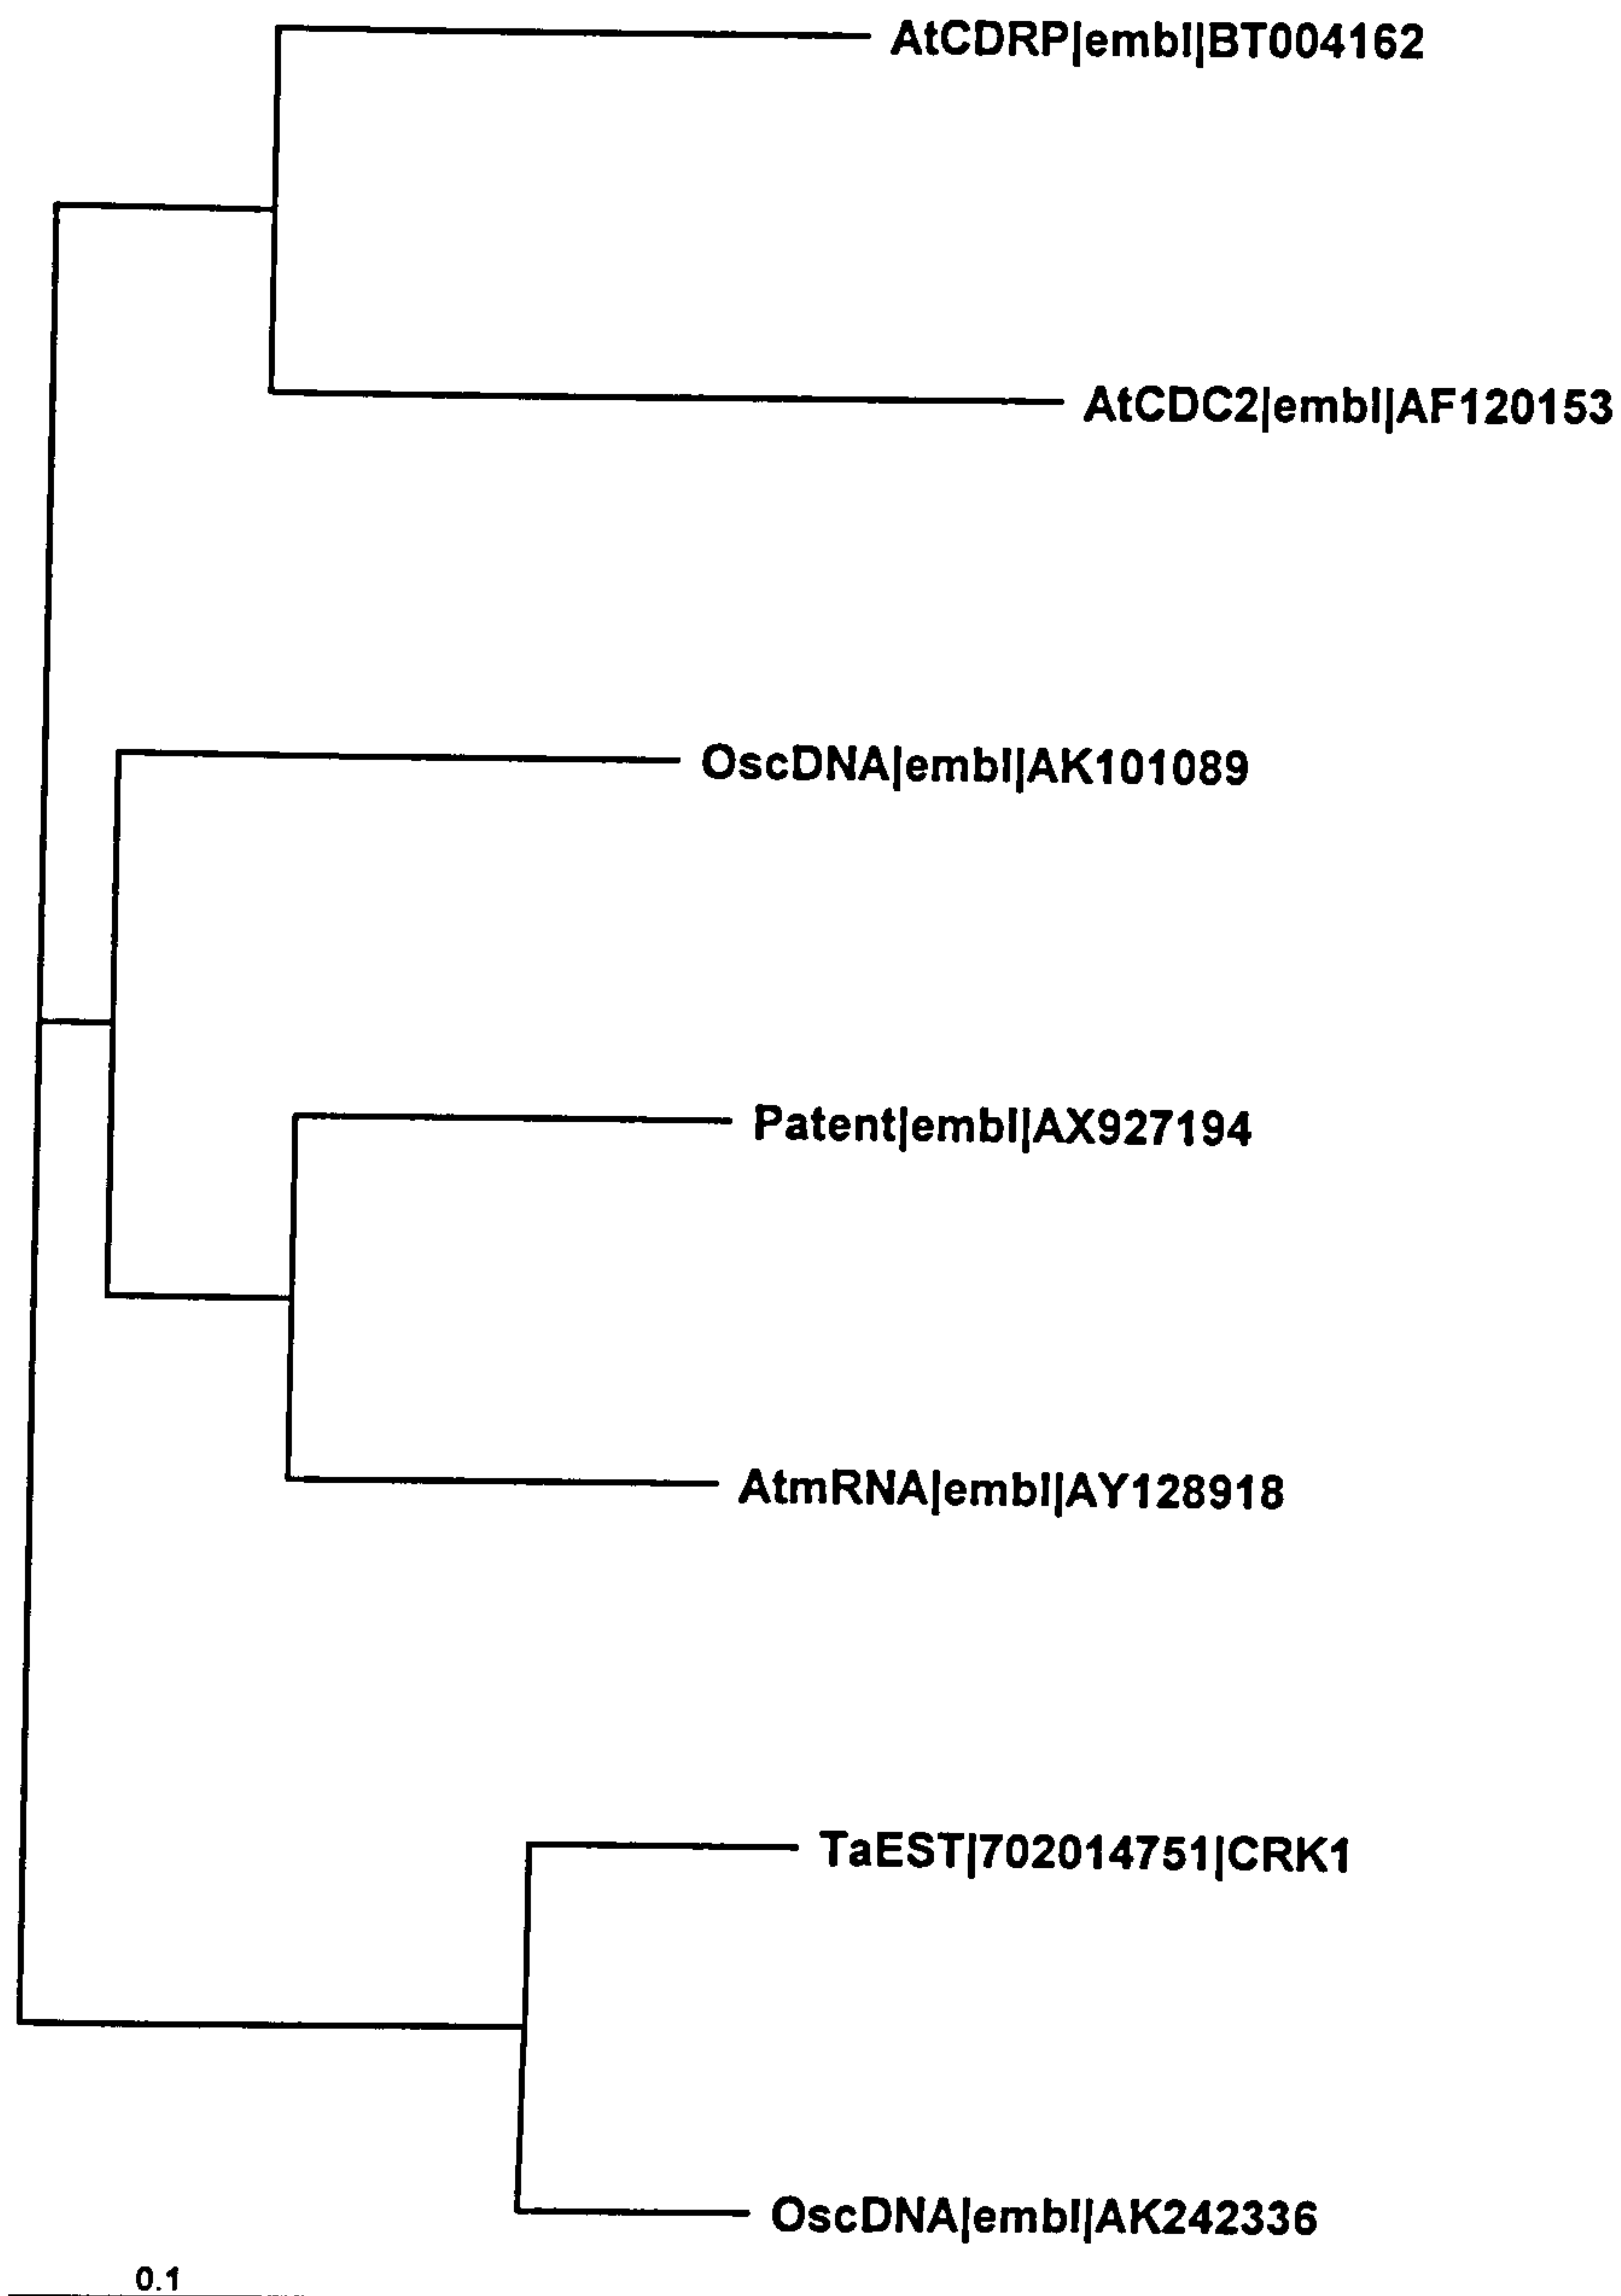 AtCDRP|embl|BT004162
AtCDC2|embl|AF120153
OscDNA|embl|AK101089
Patent|embl|AX927194
AtmRNA|embl|AY128918
TaEST|702014751|CRK1
OscDNA|embl|AK242336
0.1